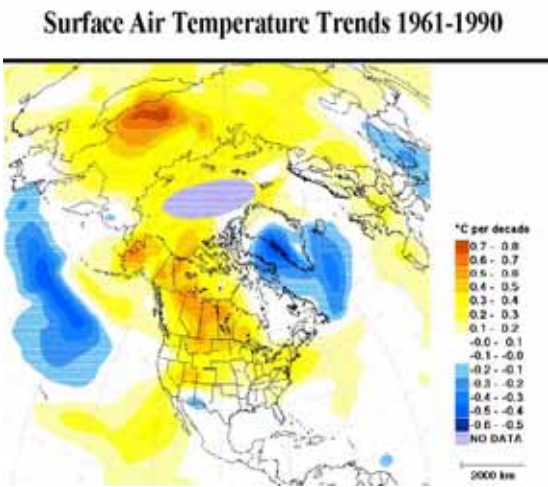 Surface Air Temperature Trends 1961-1990
°C per decade
0.7 - 0.8
0.6 - 0.7
0.5 - 0.6
0.4 - 0.5
0.3 - 0.4
0.2 - 0.3
0.1 - 0.2
-0.0 - 0.1
-0.1 - -0.0
-0.2 - -0.1
-0.3 - -0.2
-0.4 - -0.3
-0.5 - -0.4
-0.6 - -0.5
NO DATA
2000 km